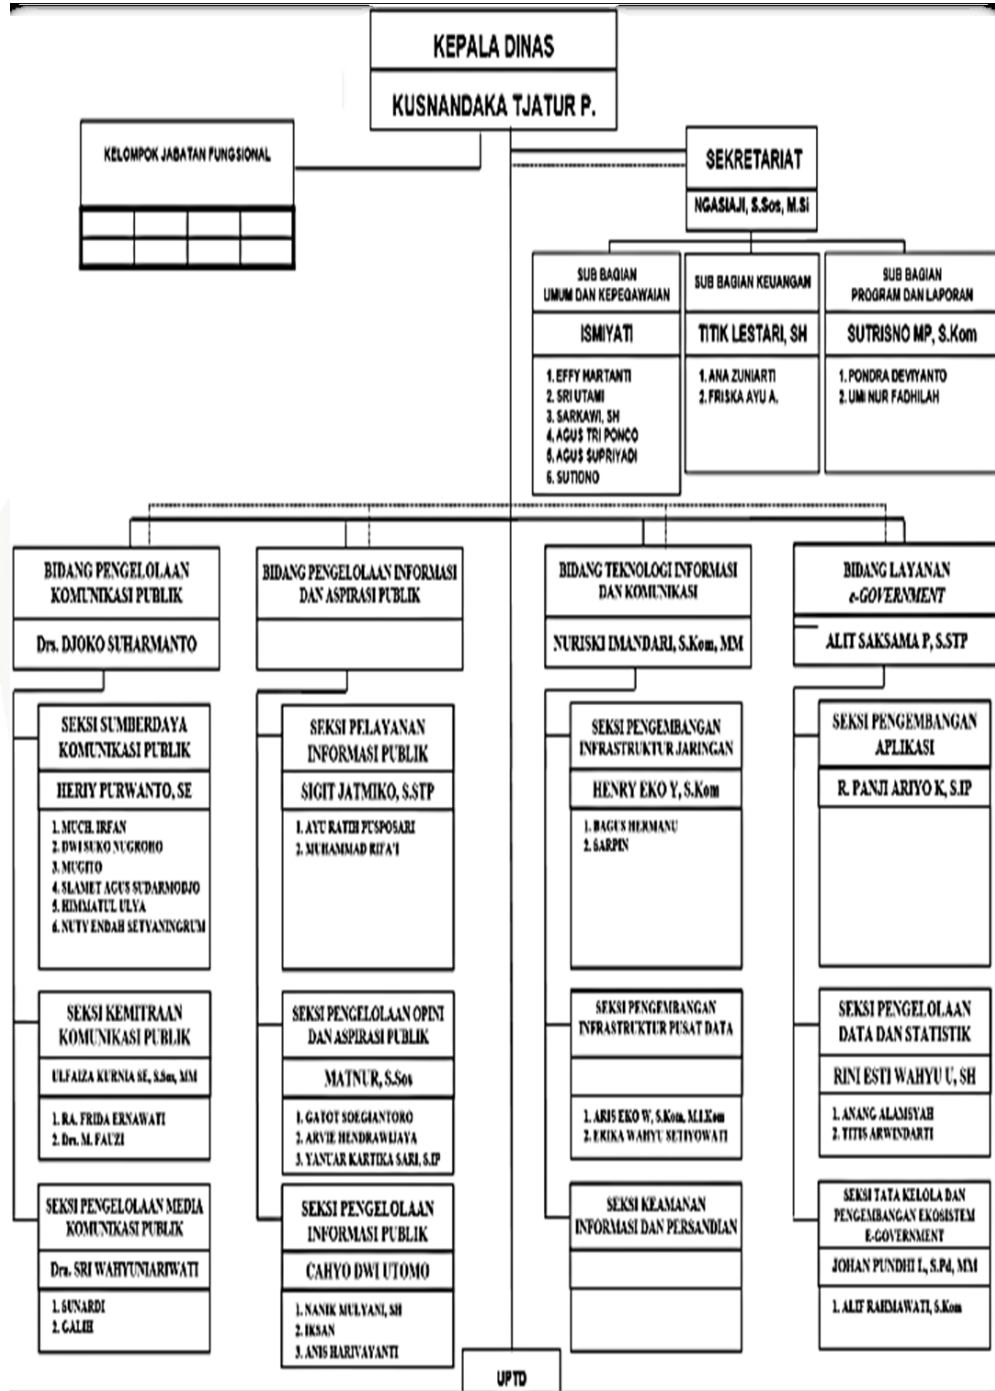 KEPALA DINAS
KUSNANDAKA TJATUR P.
KELOMPOK JABATAN FUNGSIONAL
SEKRETARIAT
NGASIAJI, S.Sos, M.Si
SUB BAGIAN
UMUM DAN KEPEGAWAIAN
ISMIYATI
1. EFFY HARTANTI
2. SRI UTAMI
3. SARKAWI, SH
4. AGUS TRI PONCO
5. AGUS SUPRIYADI
6. SUTIONO
SUB BAGIAN KEUANGAN
TITIK LESTARI, SH
1. ANA ZUNIARTI
2. FRISKA AYU A.
SUB BAGIAN
PROGRAM DAN LAPORAN
SUTRISNO MP, S.Kom
1. PONDRA DEVIYANTO
2. UMI NUR FADHILAH
BIDANG PENGELOLAAN
KOMUNIKASI PUBLIK
Drs. DJOKO SUHARMANTO
SEKSI SUMBERDAYA
KOMUNIKASI PUBLIK
HERIY PURWANTO, SE
1. MUCH. IRFAN
2. DWI SUKO NUGROHO
3. MUGITO
4. SLAMET AGUS SUDARMODJO
5. HIMMATUL ULYA
6. NUTY ENDAH SETYANINGRUM
SEKSI KEMITRAAN
KOMUNIKASI PUBLIK
ULFAIZA KURNIA SE, S.Sos, MM
1. RA. FRIDA ERNAWATI
2. Drs. M. FAUZI
SEKSI PENGELOLAAN MEDIA
KOMUNIKASI PUBLIK
Dra. SRI WAHYUNIARIWATI
1. SUNARDI
2. GALIH
BIDANG PENGELOLAAN INFORMASI
DAN ASPIRASI PUBLIK
SEKSI PELAYANAN
INFORMASI PUBLIK
SIGIT JATMIKO, S.STP
1. AYU RATIH PUSPOSARI
2. MUHAMMAD RIFA'I
SEKSI PENGELOLAAN OPINI
DAN ASPIRASI PUBLIK
MATNUR, S.Sos
1. GATOT SOEGIANTORO
2. ARVIE HENDRAWIJAYA
3. YANUAR KARTIKA SARI, S.IP
SEKSI PENGELOLAAN
INFORMASI PUBLIK
CAHYO DWI UTOMO
1. NANIK MULYANI, SH
2. IKSAN
3. ANIS HARIYAYANTI
BIDANG TEKNOLOGI INFORMASI
DAN KOMUNIKASI
NURISKI IMANDARI, S.Kom, MM
SEKSI PENGEMBANGAN
INFRASTRUKTUR JARINGAN
HENRY EKO Y, S.Kom
1. BAGUS HERMANU
2. SARPIN
SEKSI PENGEMBANGAN
INFRASTRUKTUR PUSAT DATA
1. ARIS EKO W, S.Kom, M.I.Kom
2. ERIKA WAHYU SETIYOWATI
SEKSI KEAMANAN
INFORMASI DAN PERSANDIAN
BIDANG LAYANAN
e-GOVERNMENT
ALIT SAKSAMA P, S.STP
SEKSI PENGEMBANGAN
APLIKASI
R. PANJI ARIYO K, S.IP
SEKSI PENGELOLAAN
DATA DAN STATISTIK
RINI ESTI WAHYU U, SH
1. ANANG ALAMSYAH
2. TITIS ARWINDARTI
SEKSI TATA KELOLA DAN
PENGEMBANGAN EKOSISTEM
E-GOVERNMENT
JOHAN PUNDHI L, S.Pd, MM
1. ALIF RAHMAWATI, S.Kom
UPTD